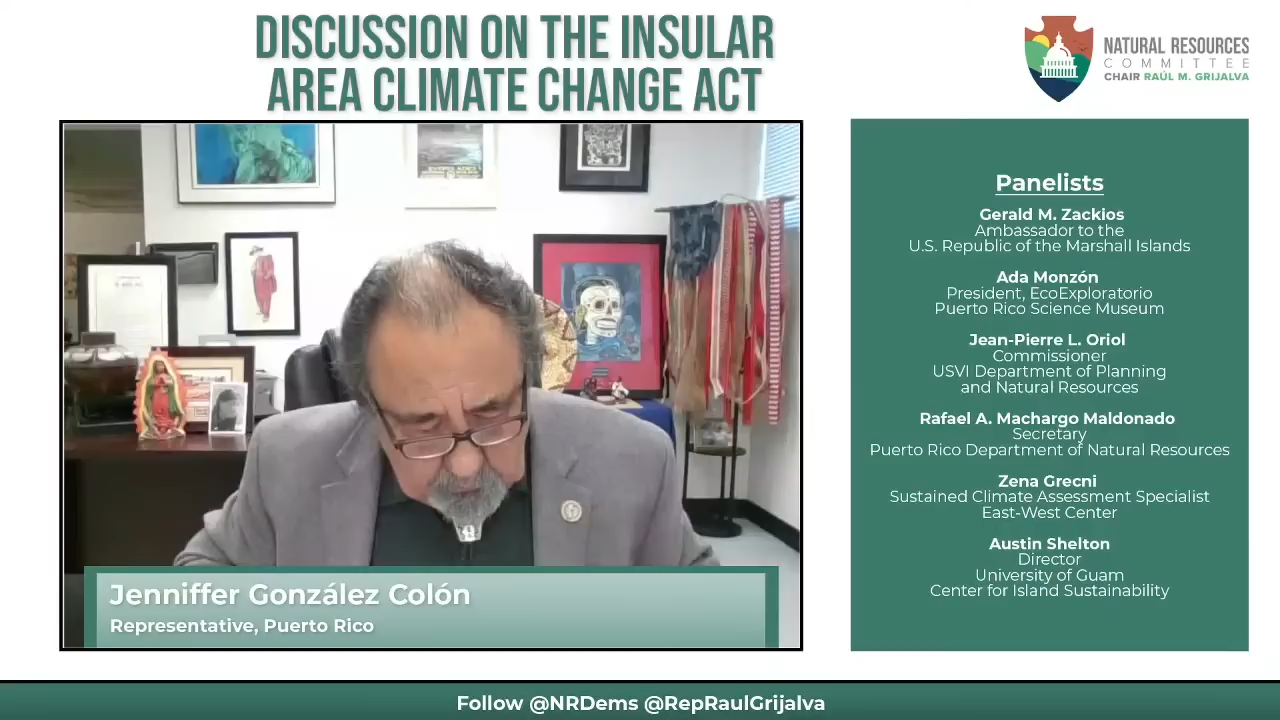 DISCUSSION ON THE INSULAR
AREA CLIMATE CHANGE ACT
NATURAL RESOURCES
COMMITTEE
CHAIR RAÚL M. GRIJALVA
Jenniffer González Colón
Representative, Puerto Rico
Panelists
Gerald M. Zackios
Ambassador to the
U.S. Republic of the Marshall Islands
Ada Monzón
President, EcoExploratorio
Puerto Rico Science Museum
Jean-Pierre L. Oriol
Commissioner
USVI Department of Planning
and Natural Resources
Rafael A. Machargo Maldonado
Secretary
Puerto Rico Department of Natural Resources
Zena Grecni
Sustained Climate Assessment Specialist
East-West Center
Austin Shelton
Director
University of Guam
Center for Island Sustainability
Follow @NRDems @RepRaulGrijalva